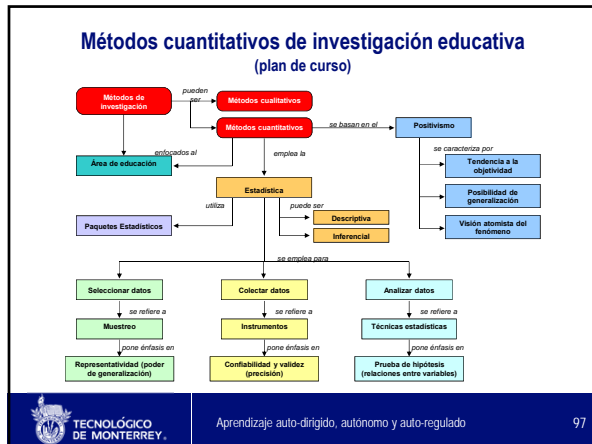 Métodos cuantitativos de investigación educativa
(plan de curso)
Métodos de
investigación
pueden
ser
Métodos cualitativos
Métodos cuantitativos
se basan en el
Positivismo
enfocados al
emplea la
se caracteriza por
Área de educación
Tendencia a la
objetividad
Estadística
utiliza
puede ser
Posibilidad de
generalización
Paquetes Estadísticos
Descriptiva
Inferencial
Visión atomista del
fenómeno
se emplea para
Seleccionar datos
Colectar datos
Analizar datos
se refiere a
se refiere a
se refiere a
Muestreo
Instrumentos
Técnicas estadísticas
pone énfasis en
pone énfasis en
pone énfasis en
Representatividad (poder
de generalización)
Confiabilidad y validez
(precisión)
Prueba de hipótesis
(relaciones entre variables)
TECNOLÓGICO
DE MONTERREY.
Aprendizaje auto-dirigido, autónomo y auto-regulado
97